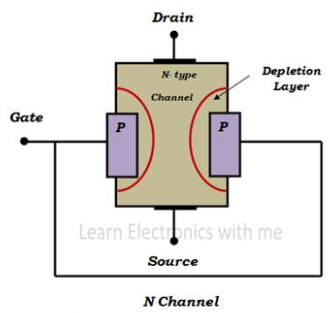 Drain
N- type
Channel
Depletion
Layer
Gate
P
P
Learn Electronics with me
Source
N Channel